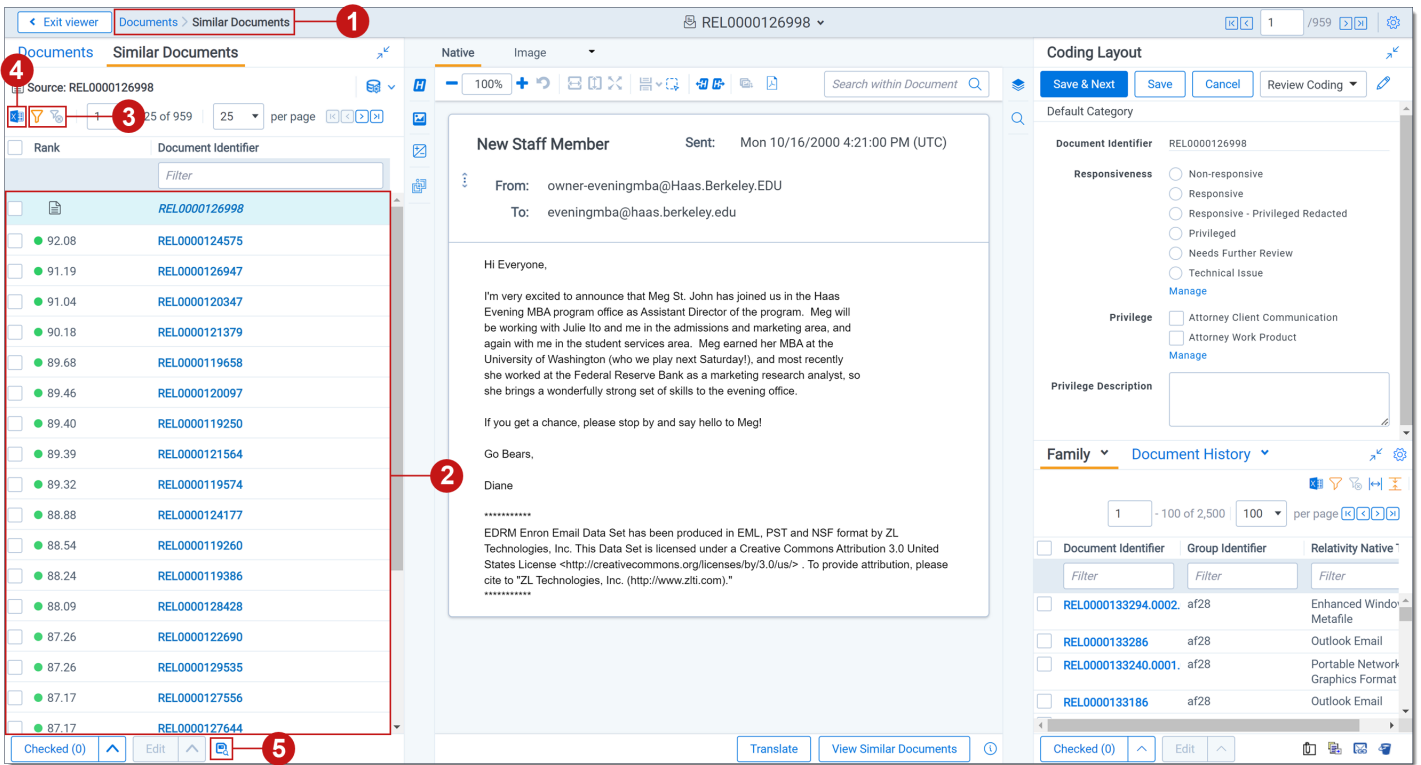 Exit viewer
Documents > Similar Documents
1
REL0000126998
1 /959
Documents Similar Documents
4
Source: REL0000126998
1 25 of 959 25 per page
3
Rank Document Identifier
Filter
REL0000126998
92.08 REL0000124575
91.19 REL0000126947
91.04 REL0000120347
90.18 REL0000121379
89.68 REL0000119658
89.46 REL0000120097
89.40 REL0000119250
89.39 REL0000121564
89.32 REL0000119574
88.88 REL0000124177
88.54 REL0000119260
88.24 REL0000119386
88.09 REL0000128428
87.26 REL0000122690
87.26 REL0000129535
87.17 REL0000127556
87.17 REL0000127644
2
Checked (0) Edit
5
Native Image
100% Search within Document
New Staff Member Sent: Mon 10/16/2000 4:21:00 PM (UTC)
From: owner-eveningmba@Haas.Berkeley.EDU
To: eveningmba@haas.berkeley.edu
Hi Everyone,
I'm very excited to announce that Meg St. John has joined us in the Haas
Evening MBA program office as Assistant Director of the program. Meg will
be working with Julie Ito and me in the admissions and marketing area, and
again with me in the student services area. Meg earned her MBA at the
University of Washington (who we play next Saturday!), and most recently
she worked at the Federal Reserve Bank as a marketing research analyst, so
she brings a wonderfully strong set of skills to the evening office.
If you get a chance, please stop by and say hello to Meg!
Go Bears,
Diane
***********
EDRM Enron Email Data Set has been produced in EML, PST and NSF format by ZL
Technologies, Inc. This Data Set is licensed under a Creative Commons Attribution 3.0 United
States License <http://creativecommons.org/licenses/by/3.0/us/> . To provide attribution, please
cite to "ZL Technologies, Inc. (http://www.zlti.com)."
***********
Translate View Similar Documents
Coding Layout
Save & Next Save Cancel Review Coding
Default Category
Document Identifier REL0000126998
Responsiveness Non-responsive
Responsive
Responsive - Privileged Redacted
Privileged
Needs Further Review
Technical Issue
Manage
Privilege Attorney Client Communication
Attorney Work Product
Manage
Privilege Description
Family Document History
1 - 100 of 2,500 100 per page
Document Identifier Group Identifier Relativity Native
Filter Filter Filter
REL0000133294.0002. af28 Enhanced Window
Metafile
REL0000133286 af28 Outlook Email
REL0000133240.0001. af28 Portable Network
Graphics Format
REL0000133186 af28 Outlook Email
Checked (0) Edit